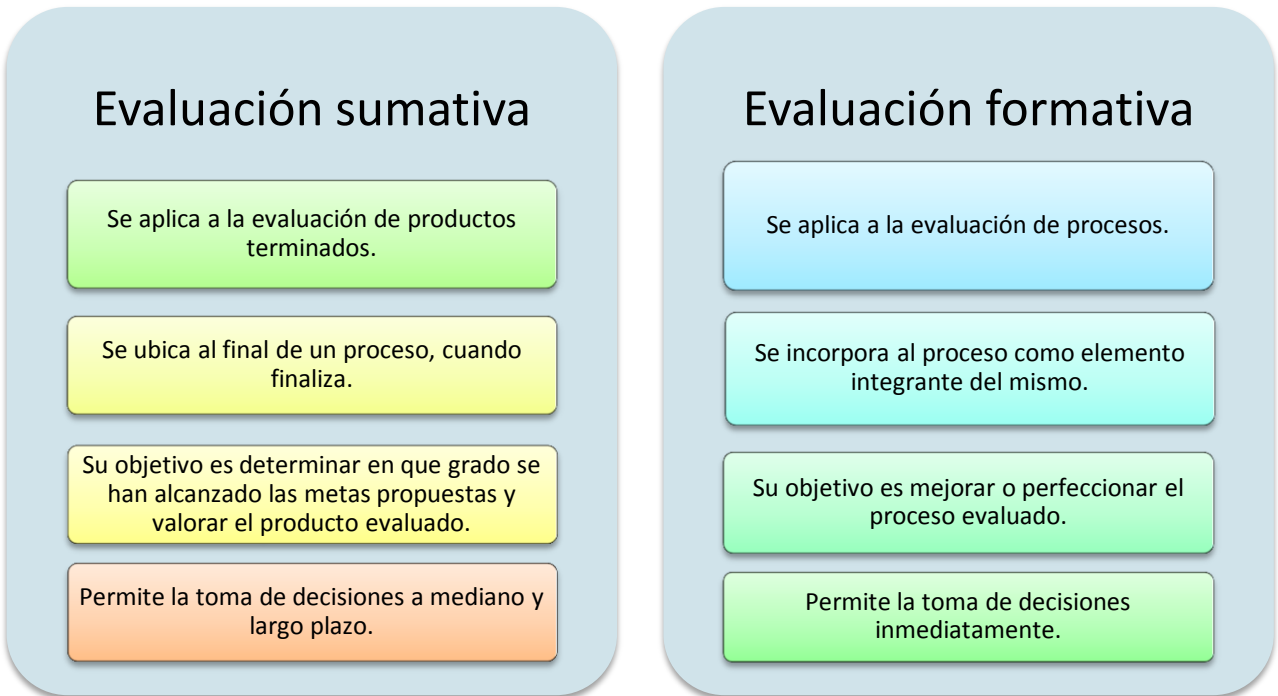 Evaluación sumativa
Se aplica a la evaluación de productos
terminados.
Se ubica al final de un proceso, cuando
finaliza.
Su objetivo es determinar en que grado se
han alcanzado las metas propuestas y
valorar el producto evaluado.
Permite la toma de decisiones a mediano y
largo plazo.
Evaluación formativa
Se aplica a la evaluación de procesos.
Se incorpora al proceso como elemento
integrante del mismo.
Su objetivo es mejorar o perfeccionar el
proceso evaluado.
Permite la toma de decisiones
inmediatamente.